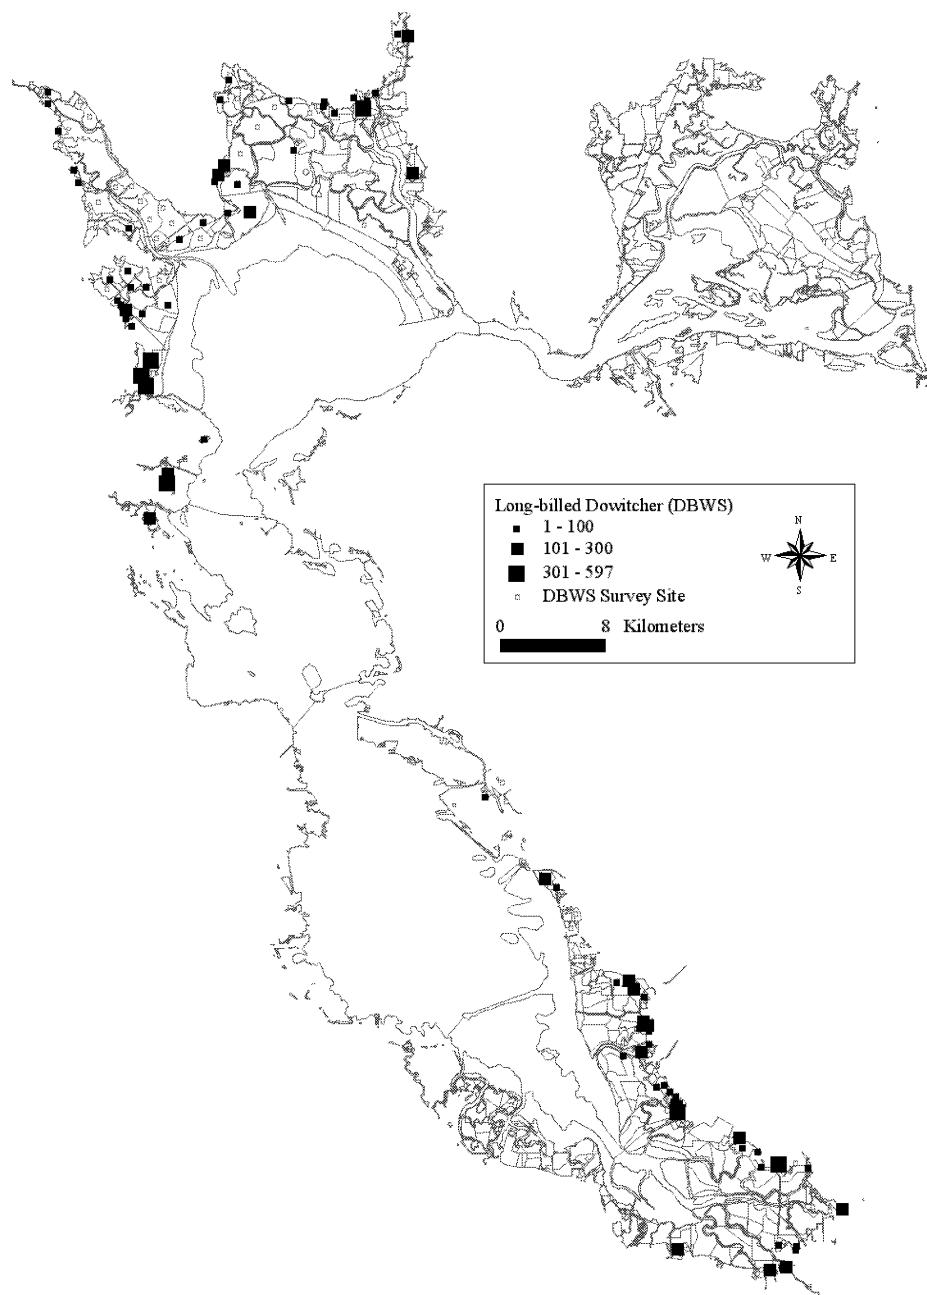 Long-billed Dowitcher (DBWS)
1 - 100
101 - 300
301 - 597
DBWS Survey Site
0 8 Kilometers
N
W E
S